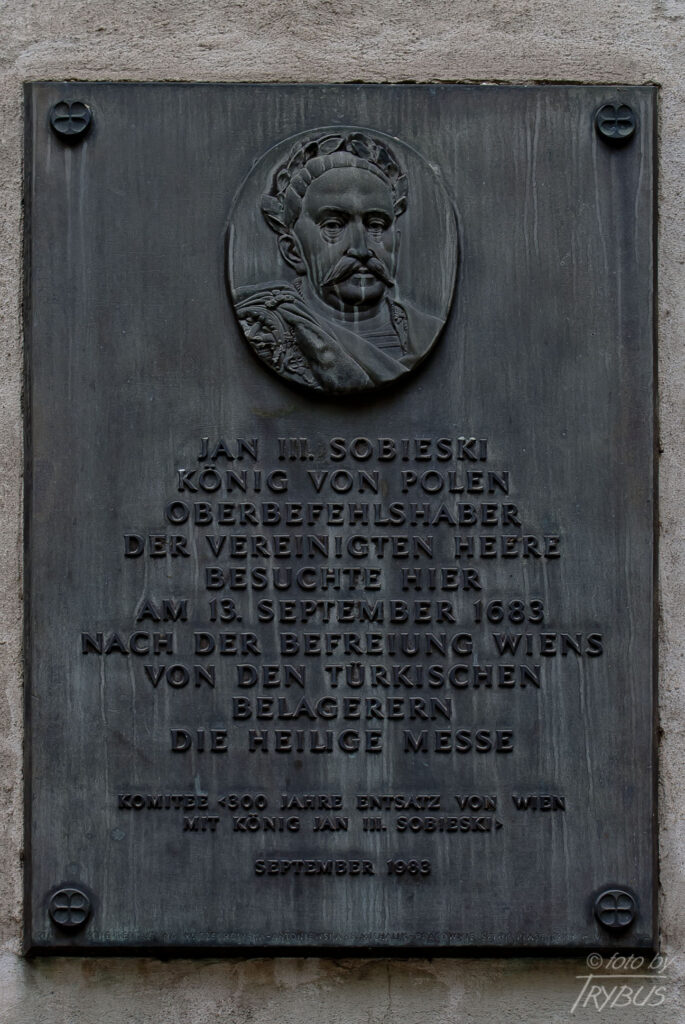 JAN III. SOBIESKI
KÖNIG VON POLEN
OBERBEFEHLSHABER
DER VEREINIGTEN HEERE
BESUCHTE HIER
AM 13. SEPTEMBER 1683
NACH DER BEFREIUNG WIENS
VON DEN TÜRKISCHEN
BELAGERERN
DIE HEILIGE MESSE
KOMITEE <300 JAHRE ENTSATZ VON WIEN
MIT KÖNIG JAN III. SOBIESKI>
SEPTEMBER 1983
© foto by
TRYBUS